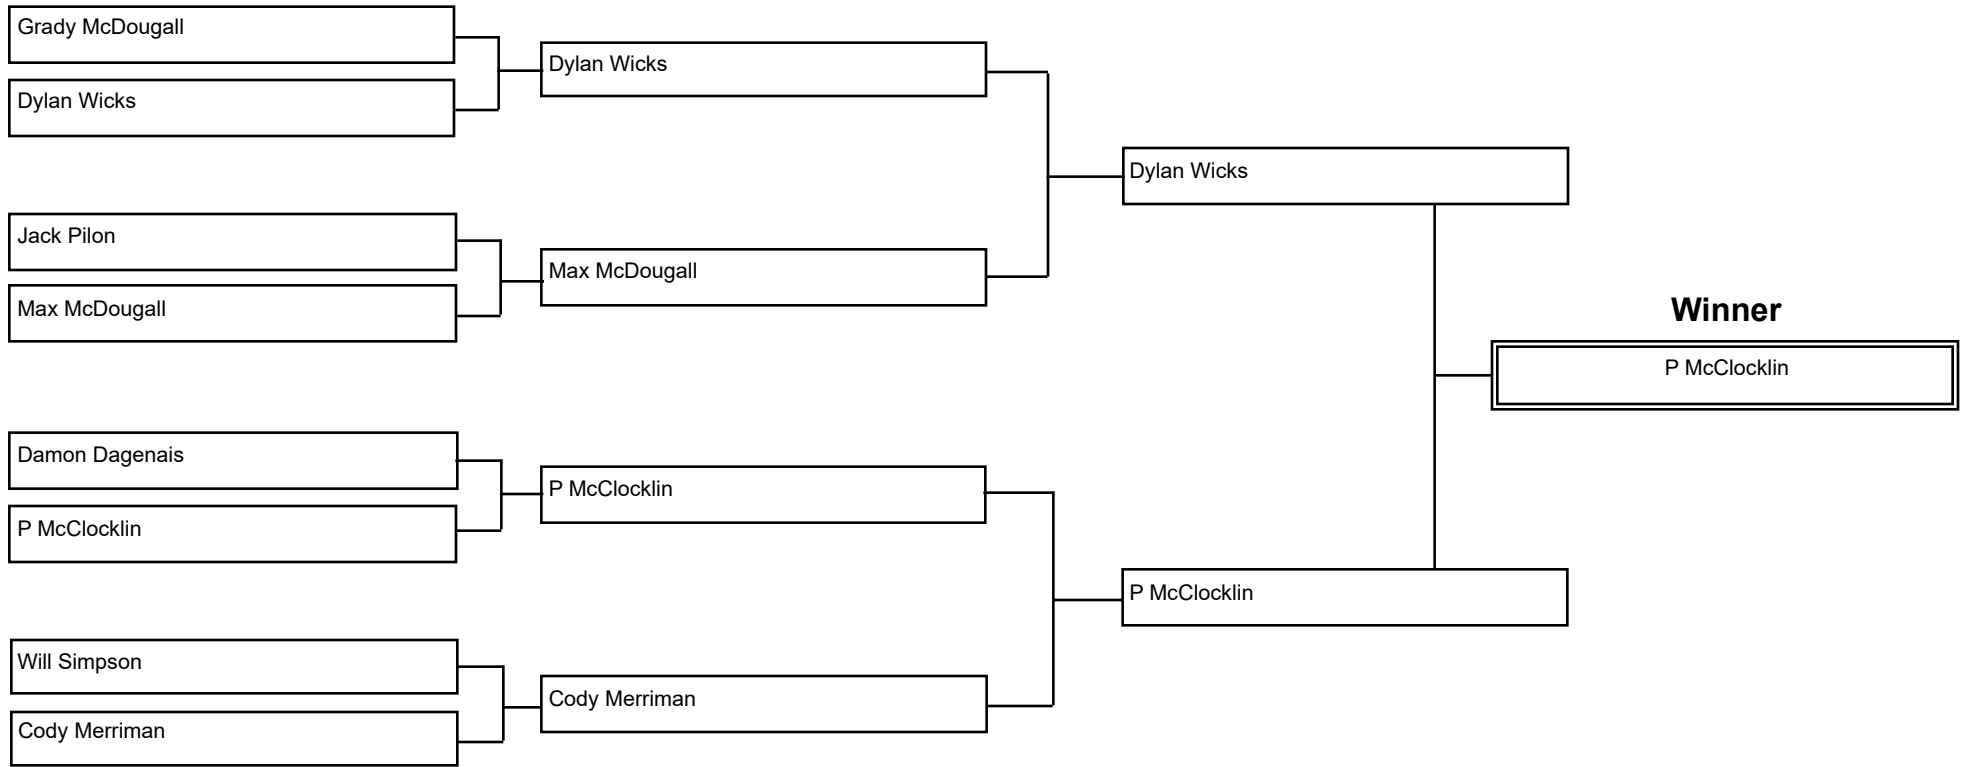 Grady McDougall
Dylan Wicks
Jack Pilon
Max McDougall
Damon Dagenais
P McClocklin
Will Simpson
Cody Merriman
Dylan Wicks
Max McDougall
P McClocklin
Cody Merriman
Dylan Wicks
P McClocklin
Winner
P McClocklin